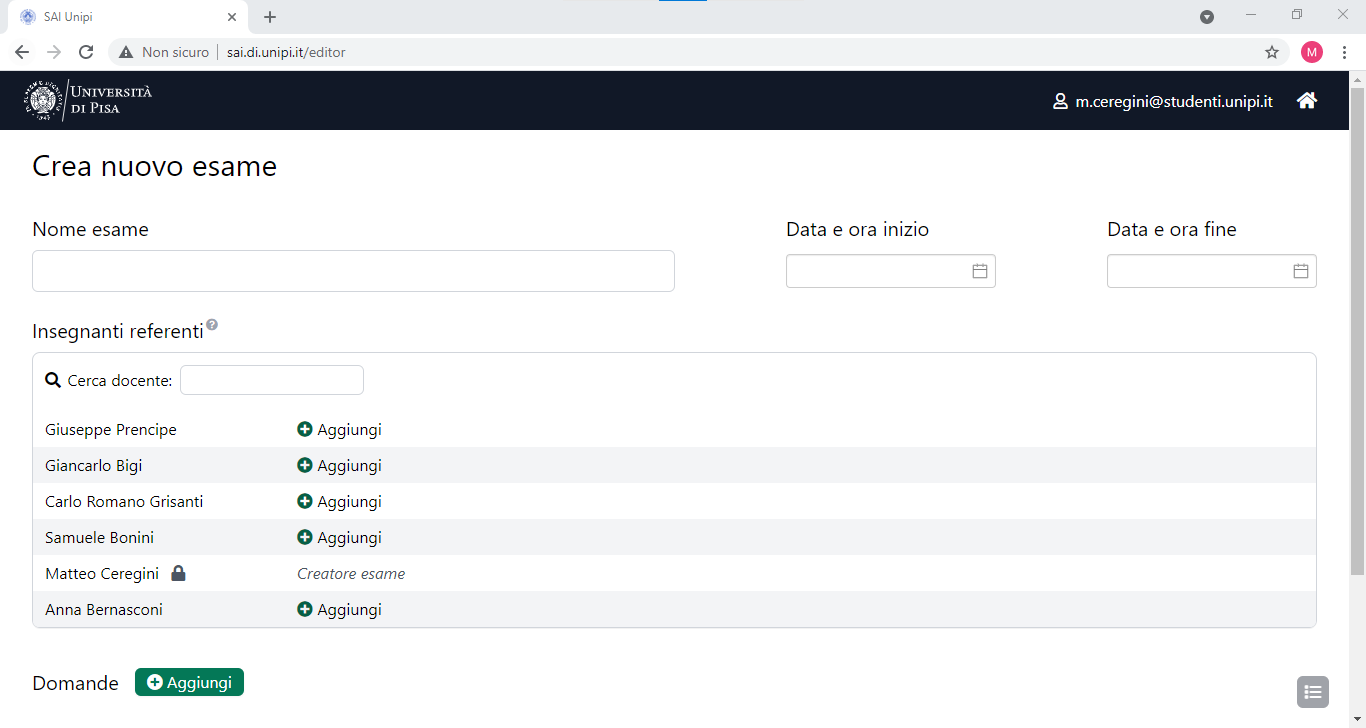 SAI Unipi
Non sicuro
sai.di.unipi.it/editor
M
UNIVERSITÀ
DI PISA
m.ceregini@studenti.unipi.it
Crea nuovo esame
Nome esame
Data e ora inizio
Data e ora fine
Insegnanti referenti
?
Cerca docente:
Giuseppe Prencipe
Aggiungi
Giancarlo Bigi
Aggiungi
Carlo Romano Grisanti
Aggiungi
Samuele Bonini
Aggiungi
Matteo Ceregini
Creatore esame
Anna Bernasconi
Aggiungi
Domande
Aggiungi